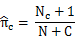 π̂c = (Nc + 1) / (N + C)